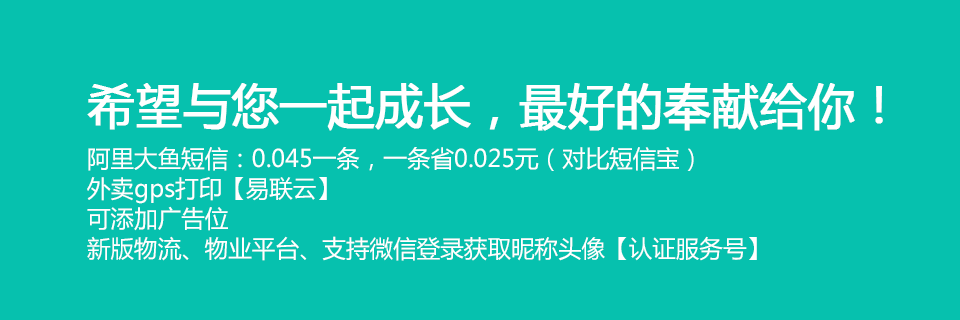 希望与您一起成长，最好的奉献给你！
阿里大鱼短信：0.045一条，一条省0.025元（对比短信宝）
外卖gps打印【易联云】
可添加广告位
新版物流、物业平台、支持微信登录获取昵称头像【认证服务号】